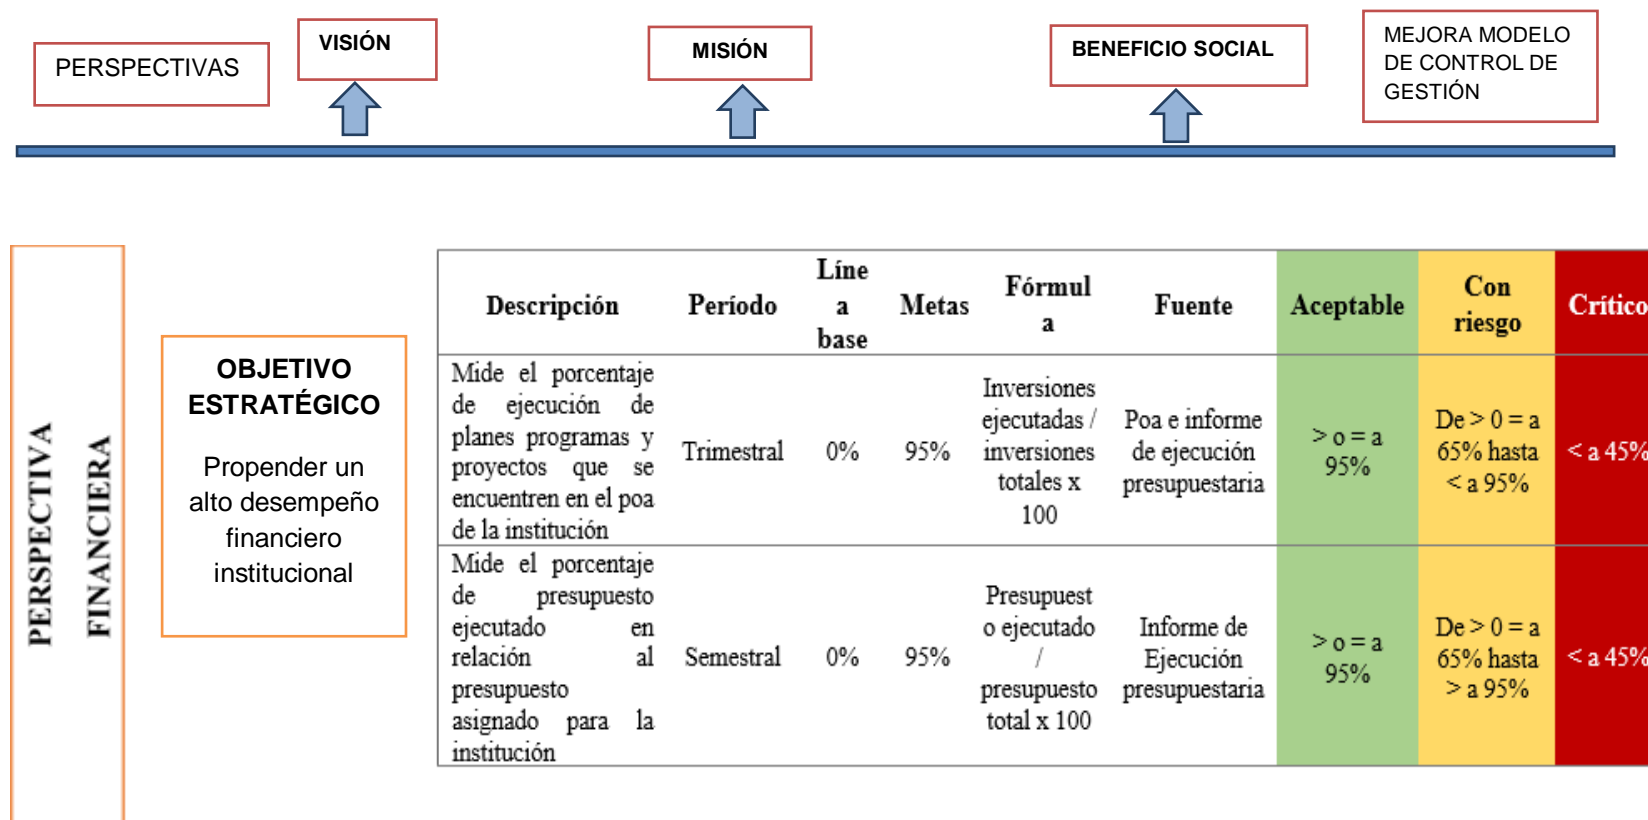 PERSPECTIVAS
VISIÓN
MISIÓN
BENEFICIO SOCIAL
MEJORA MODELO
DE CONTROL DE
GESTIÓN
PERSPECTIVA
FINANCIERA
OBJETIVO
ESTRATÉGICO
Propender un
alto desempeño
financiero
institucional
Descripción
Período
Líne
a
base
Metas
Fórmul
a
Fuente
Aceptable
Con
riesgo
Crítico
Mide el porcentaje
de ejecución de
planes programas y
proyectos que se
encuentren en el poa
de la institución
Trimestral
0%
95%
Inversiones
ejecutadas /
inversiones
totales x
100
Poa e informe
de ejecución
presupuestaria
> o = a
95%
De > 0 = a
65% hasta
< a 95%
< a 45%
Mide el porcentaje
de presupuesto
ejecutado en
relación al
presupuesto
asignado para la
institución
Semestral
0%
95%
Presupuest
o ejecutado
/
presupuesto
total x 100
Informe de
Ejecución
presupuestaria
> o = a
95%
De > 0 = a
65% hasta
> a 95%
< a 45%